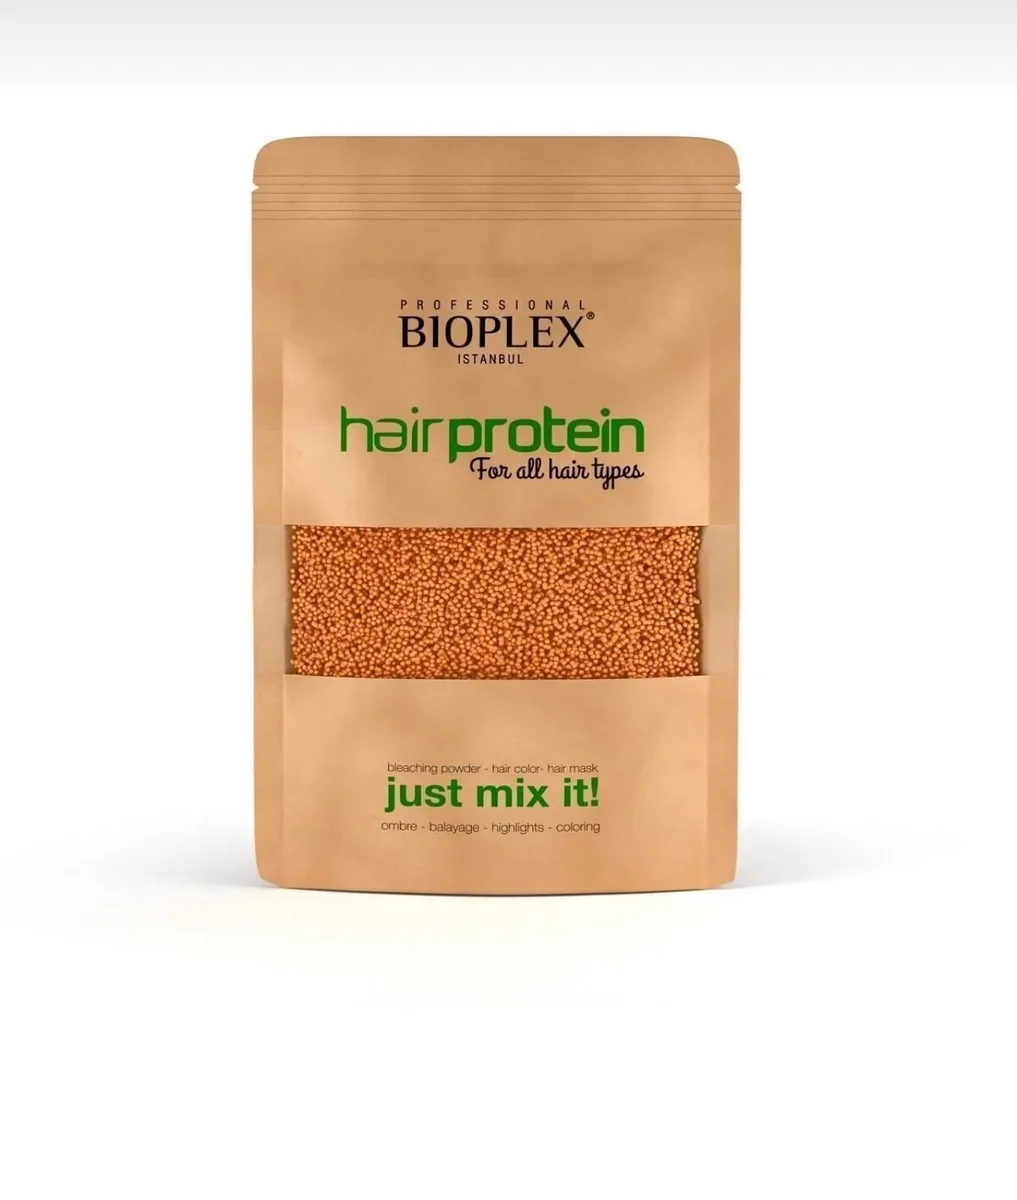 PROFESSIONAL
BIOPLEX®
ISTANBUL
hairprotein
For all hair types
bleaching powder - hair color- hair mask
just mix it!
ombre - balayage - highlights - coloring